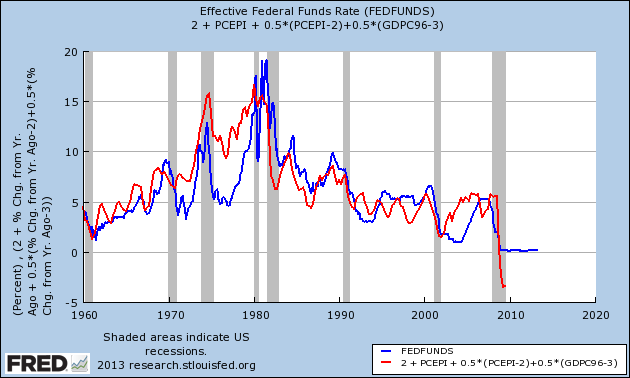 Effective Federal Funds Rate (FEDFUNDS)
2 + PCEPI + 0.5*(PCEPI-2)+0.5*(GDPC96-3)
(Percent) , (2 + % Chg. from Yr.
Ago + 0.5*(% Chg. from Yr. Ago-2)+0.5*(%
Chg. from Yr. Ago-3))
20
15
10
5
0
-5
1960 1970 1980 1990 2000 2010 2020
Shaded areas indicate US
recessions.
2013 research.stlouisfed.org
FRED
FEDFUNDS
2 + PCEPI + 0.5*(PCEPI-2)+0.5*(GDPC96-3)